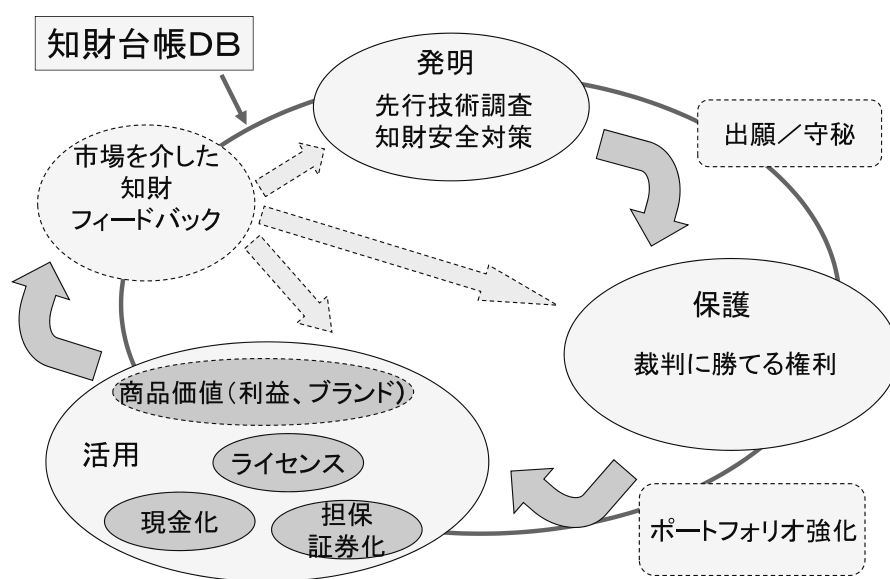 知財台帳DB
発明
先行技術調査
知財安全対策
出願／守秘
市場を介した
知財
フィードバック
保護
裁判に勝てる権利
商品価値（利益、ブランド）
活用
ライセンス
現金化
担保
証券化
ポートフォリオ強化